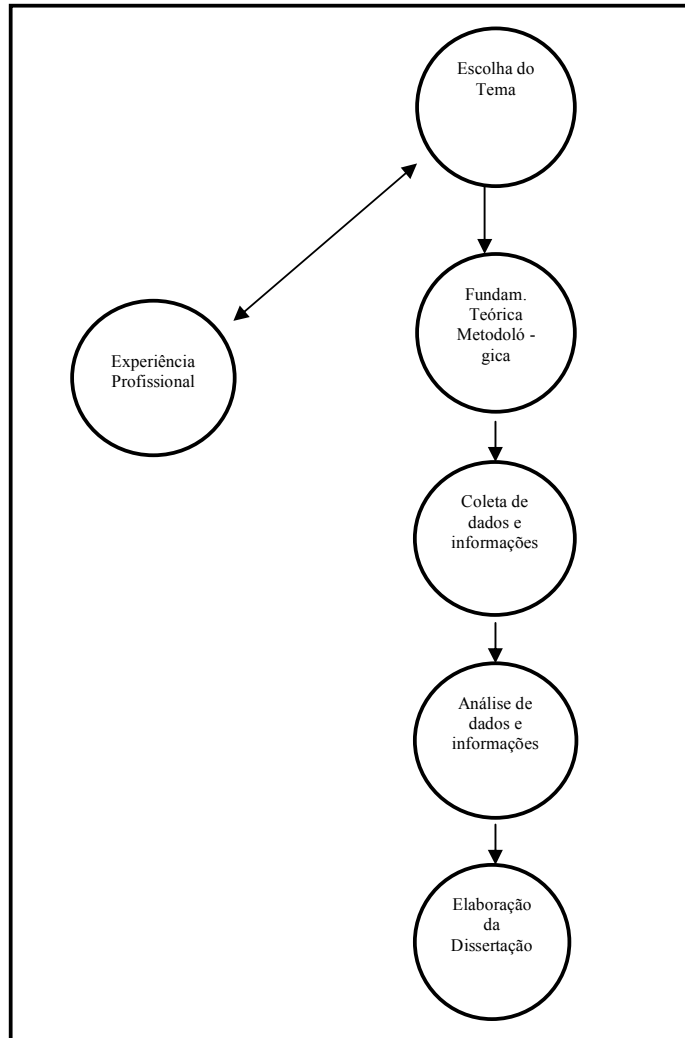 Escolha do
Tema
Fundam.
Teórica
Metodoló -
gica
Experiência
Profissional
Coleta de
dados e
informações
Análise de
dados e
informações
Elaboração
da
Dissertação